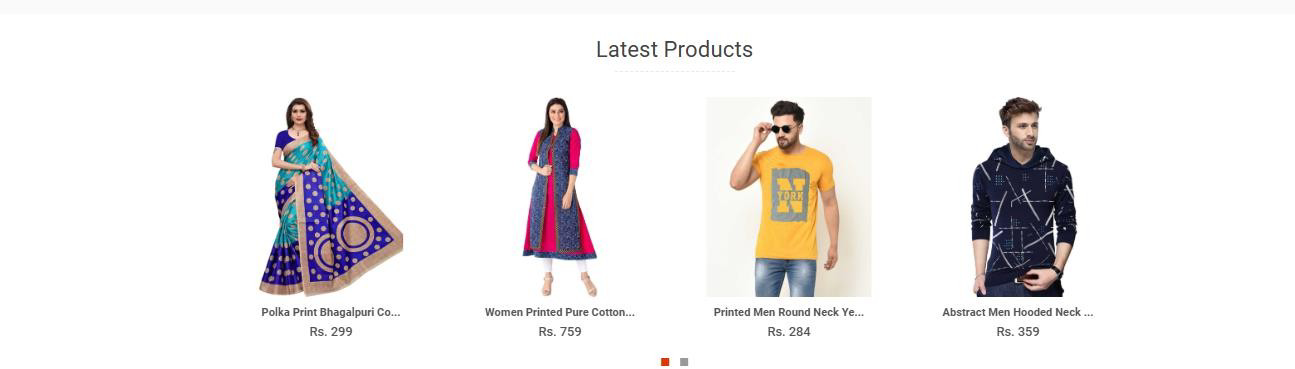 Latest Products
N
YORK
Polka Print Bhagalpuri Co...
Rs. 299
Women Printed Pure Cotton...
Rs. 759
Printed Men Round Neck Ye...
Rs. 284
Abstract Men Hooded Neck ...
Rs. 359